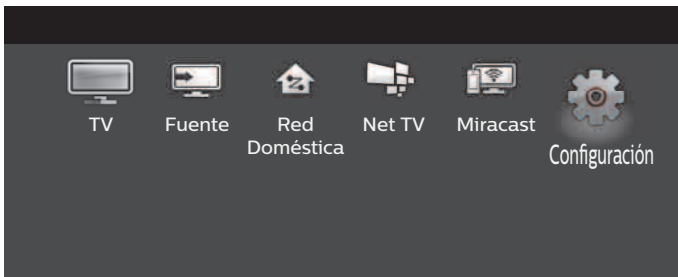 TV
Fuente
Red
Doméstica
Net TV
Miracast
Configuración